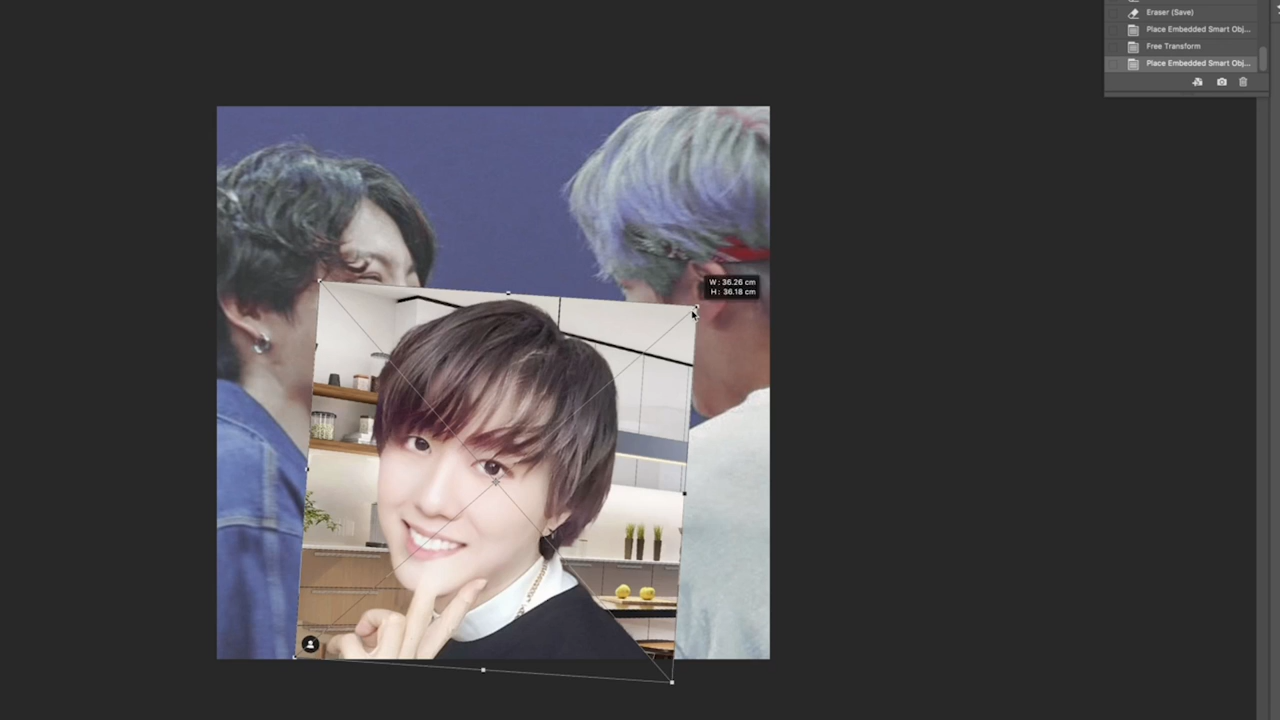 Eraser (Save)
Place Embedded Smart Obj...
Free Transform
Place Embedded Smart Obj...
W : 36.26 cm
H : 36.18 cm